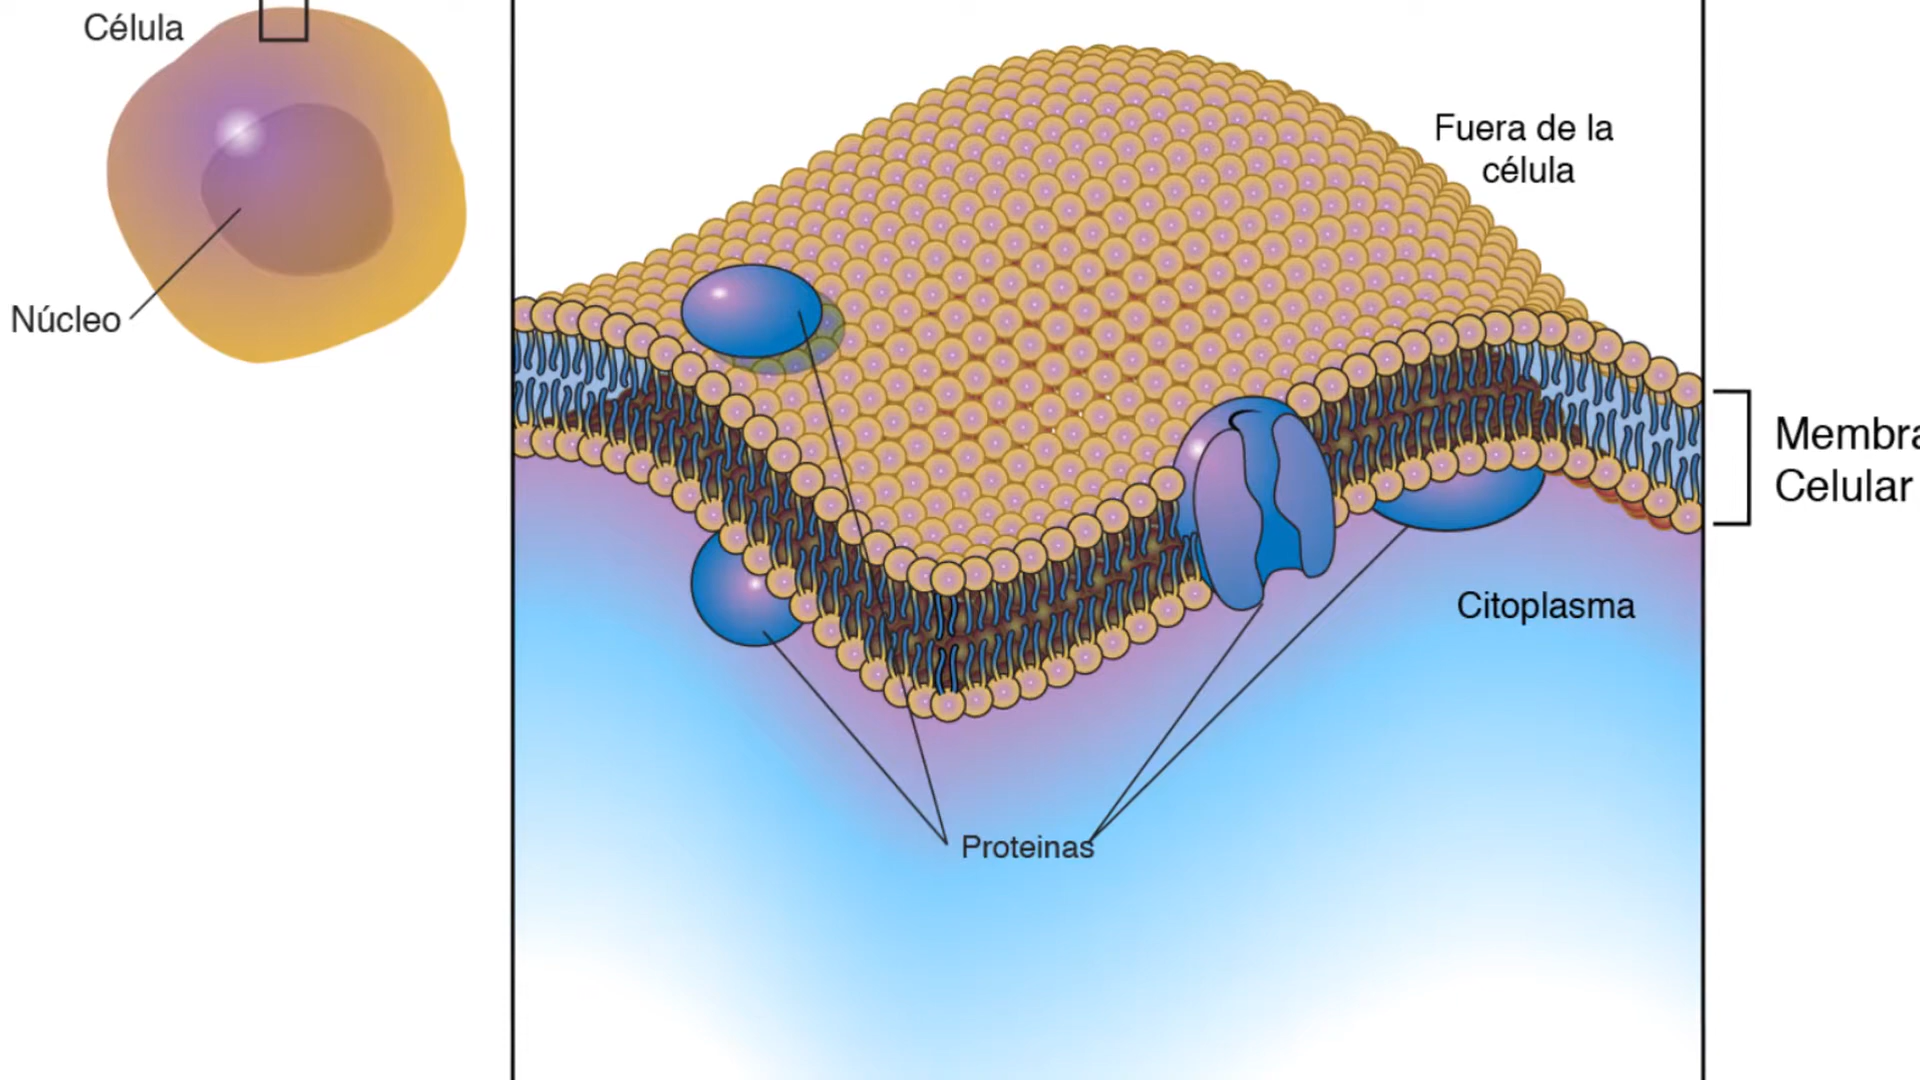 Célula
Núcleo
Fuera de la
célula
Membra
Celular
Citoplasma
Proteinas